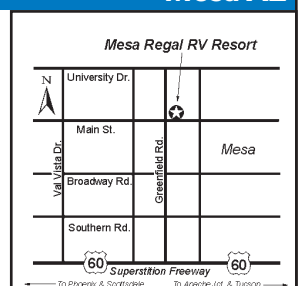 Mesa AZ
Mesa Regal RV Resort
N
University Dr.
Main St.
Mesa
Val Vista Dr.
Greenfield Rd.
Broadway Rd.
Southern Rd.
60
60
Superstition Freeway
To Phoenix & Scottsdale
To Apache Jct. & Tucson